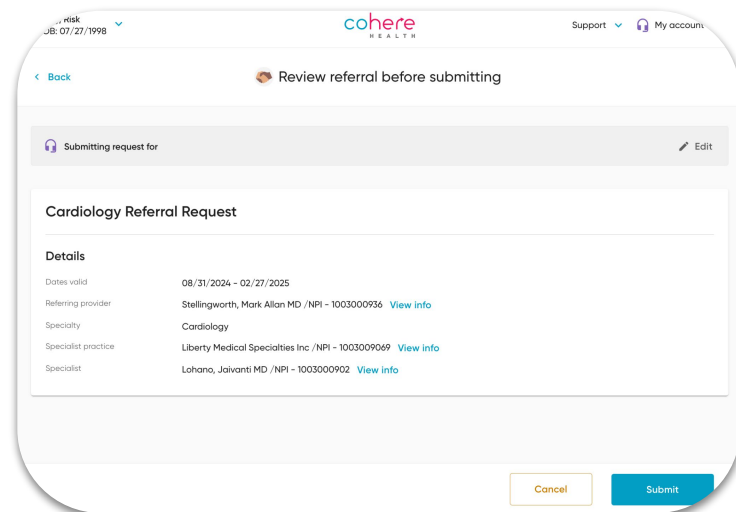 , Risk
DOB: 07/27/1998
cohere
HEALTH
Support
My account
Back
Review referral before submitting
Submitting request for
Edit
Cardiology Referral Request
Details
Dates valid 08/31/2024 - 02/27/2025
Referring provider Stellingworth, Mark Allan MD /NPI - 1003000936 View info
Specialty Cardiology
Specialist practice Liberty Medical Specialties Inc /NPI - 1003009069 View info
Specialist Lohano, Jaivanti MD /NPI - 1003000902 View info
Cancel
Submit